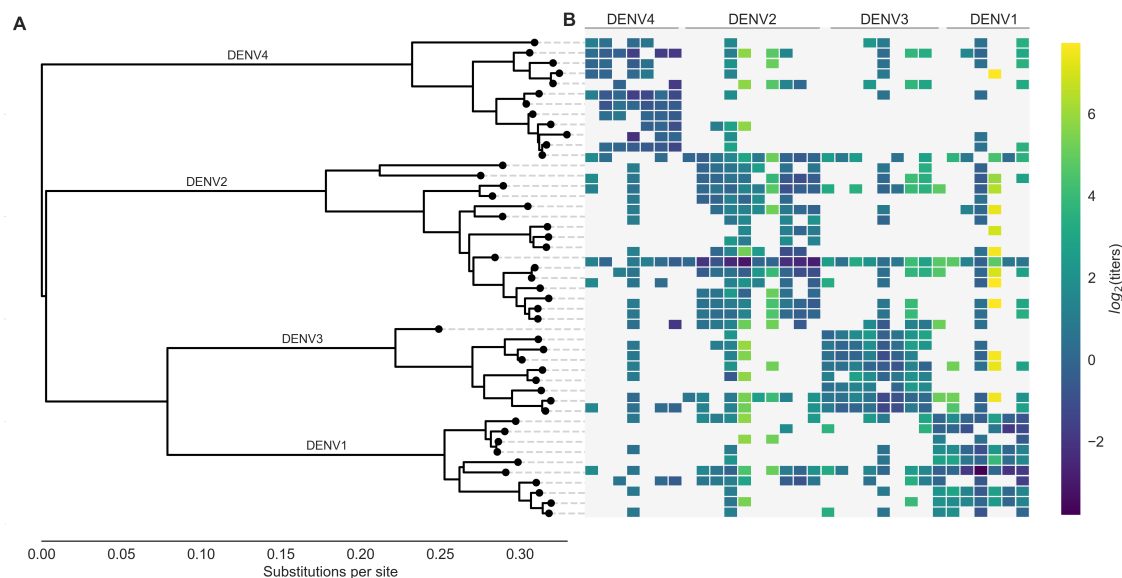 A
B
DENV4 DENV2 DENV3 DENV1
DENV4
DENV2
DENV3
DENV1
6
4
2
0
−2
log2(titers)
0.00 0.05 0.10 0.15 0.20 0.25 0.30
Substitutions per site